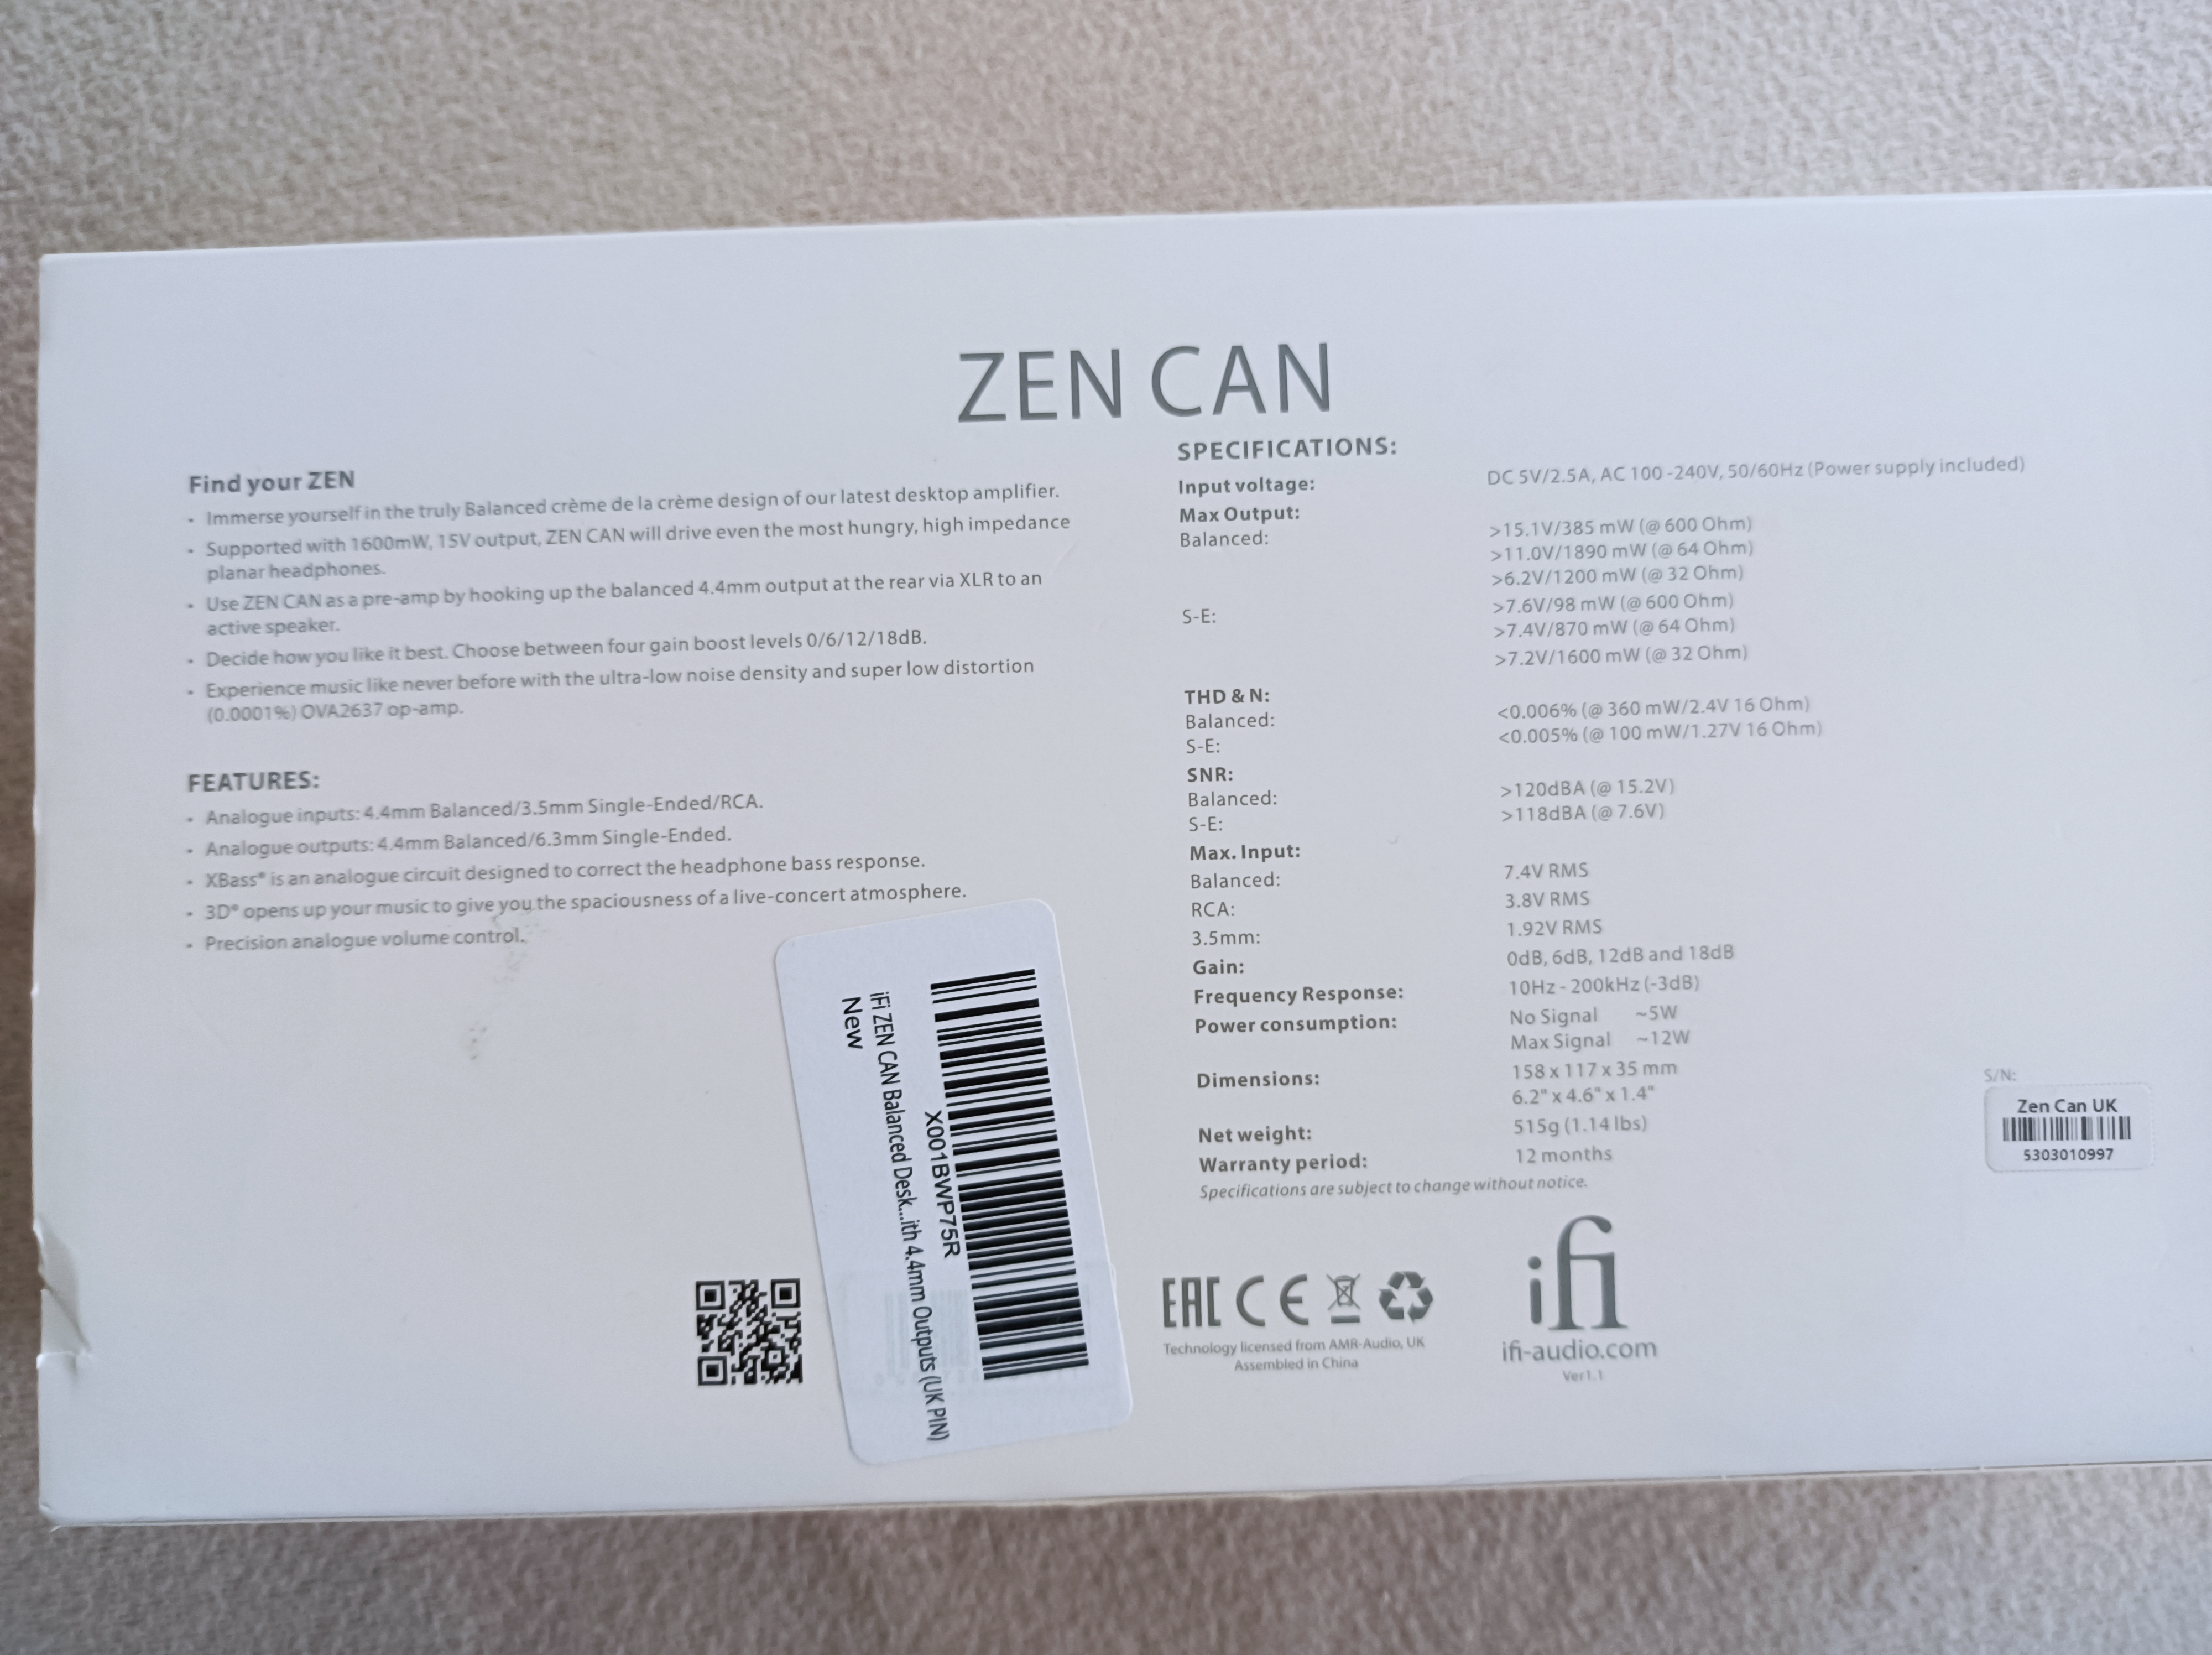 ZEN CAN
Find your ZEN
• Immerse yourself in the truly Balanced crème de la crème design of our latest desktop amplifier.
• Supported with 1600mW, 15V output, ZEN CAN will drive even the most hungry, high impedance
planar headphones.
• Use ZEN CAN as a pre-amp by hooking up the balanced 4.4mm output at the rear via XLR to an
active speaker.
• Decide how you like it best. Choose between four gain boost levels 0/6/12/18dB.
• Experience music like never before with the ultra-low noise density and super low distortion
(0.0001%) OVA2637 op-amp.
FEATURES:
• Analogue inputs: 4.4mm Balanced/3.5mm Single-Ended/RCA.
• Analogue outputs: 4.4mm Balanced/6.3mm Single-Ended.
• XBass® is an analogue circuit designed to correct the headphone bass response.
• 3D® opens up your music to give you the spaciousness of a live-concert atmosphere.
• Precision analogue volume control.
X001BWP75R
iFi ZEN CAN Balanced Desk...ith 4.4mm Outputs (UK PIN)
New
SPECIFICATIONS:
Input voltage: DC 5V/2.5A, AC 100 -240V, 50/60Hz (Power supply included)
Max Output:
Balanced: >15.1V/385 mW (@ 600 Ohm)
>11.0V/1890 mW (@ 64 Ohm)
>6.2V/1200 mW (@ 32 Ohm)
S-E: >7.6V/98 mW (@ 600 Ohm)
>7.4V/870 mW (@ 64 Ohm)
>7.2V/1600 mW (@ 32 Ohm)
THD & N:
Balanced: <0.006% (@ 360 mW/2.4V 16 Ohm)
S-E: <0.005% (@ 100 mW/1.27V 16 Ohm)
SNR:
Balanced: >120dBA (@ 15.2V)
S-E: >118dBA (@ 7.6V)
Max. Input:
Balanced: 7.4V RMS
RCA: 3.8V RMS
3.5mm: 1.92V RMS
Gain: 0dB, 6dB, 12dB and 18dB
Frequency Response: 10Hz - 200kHz (-3dB)
Power consumption: No Signal ~5W
Max Signal ~12W
Dimensions: 158 x 117 x 35 mm
6.2" x 4.6" x 1.4"
Net weight: 515g (1.14 lbs)
Warranty period: 12 months
Specifications are subject to change without notice.
S/N:
Zen Can UK
5303010997
EAC CE
Technology licensed from AMR-Audio, UK
Assembled in China
ifi
ifi-audio.com
Ver1.1